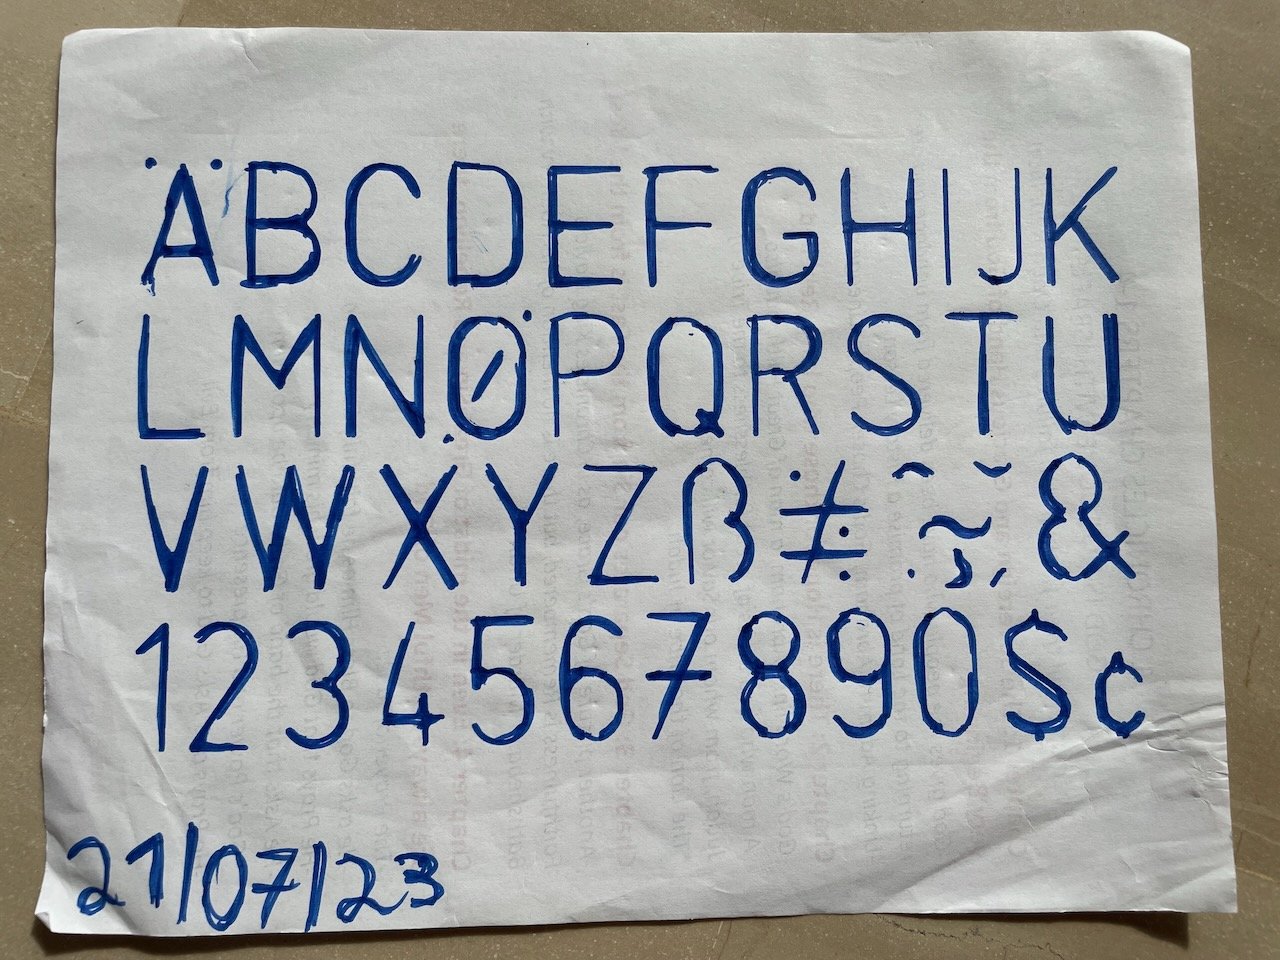 ÄBCDEFGHIJK
LMNØPQRSTU
VWXYZß&
1234567890$¢
21/07/23